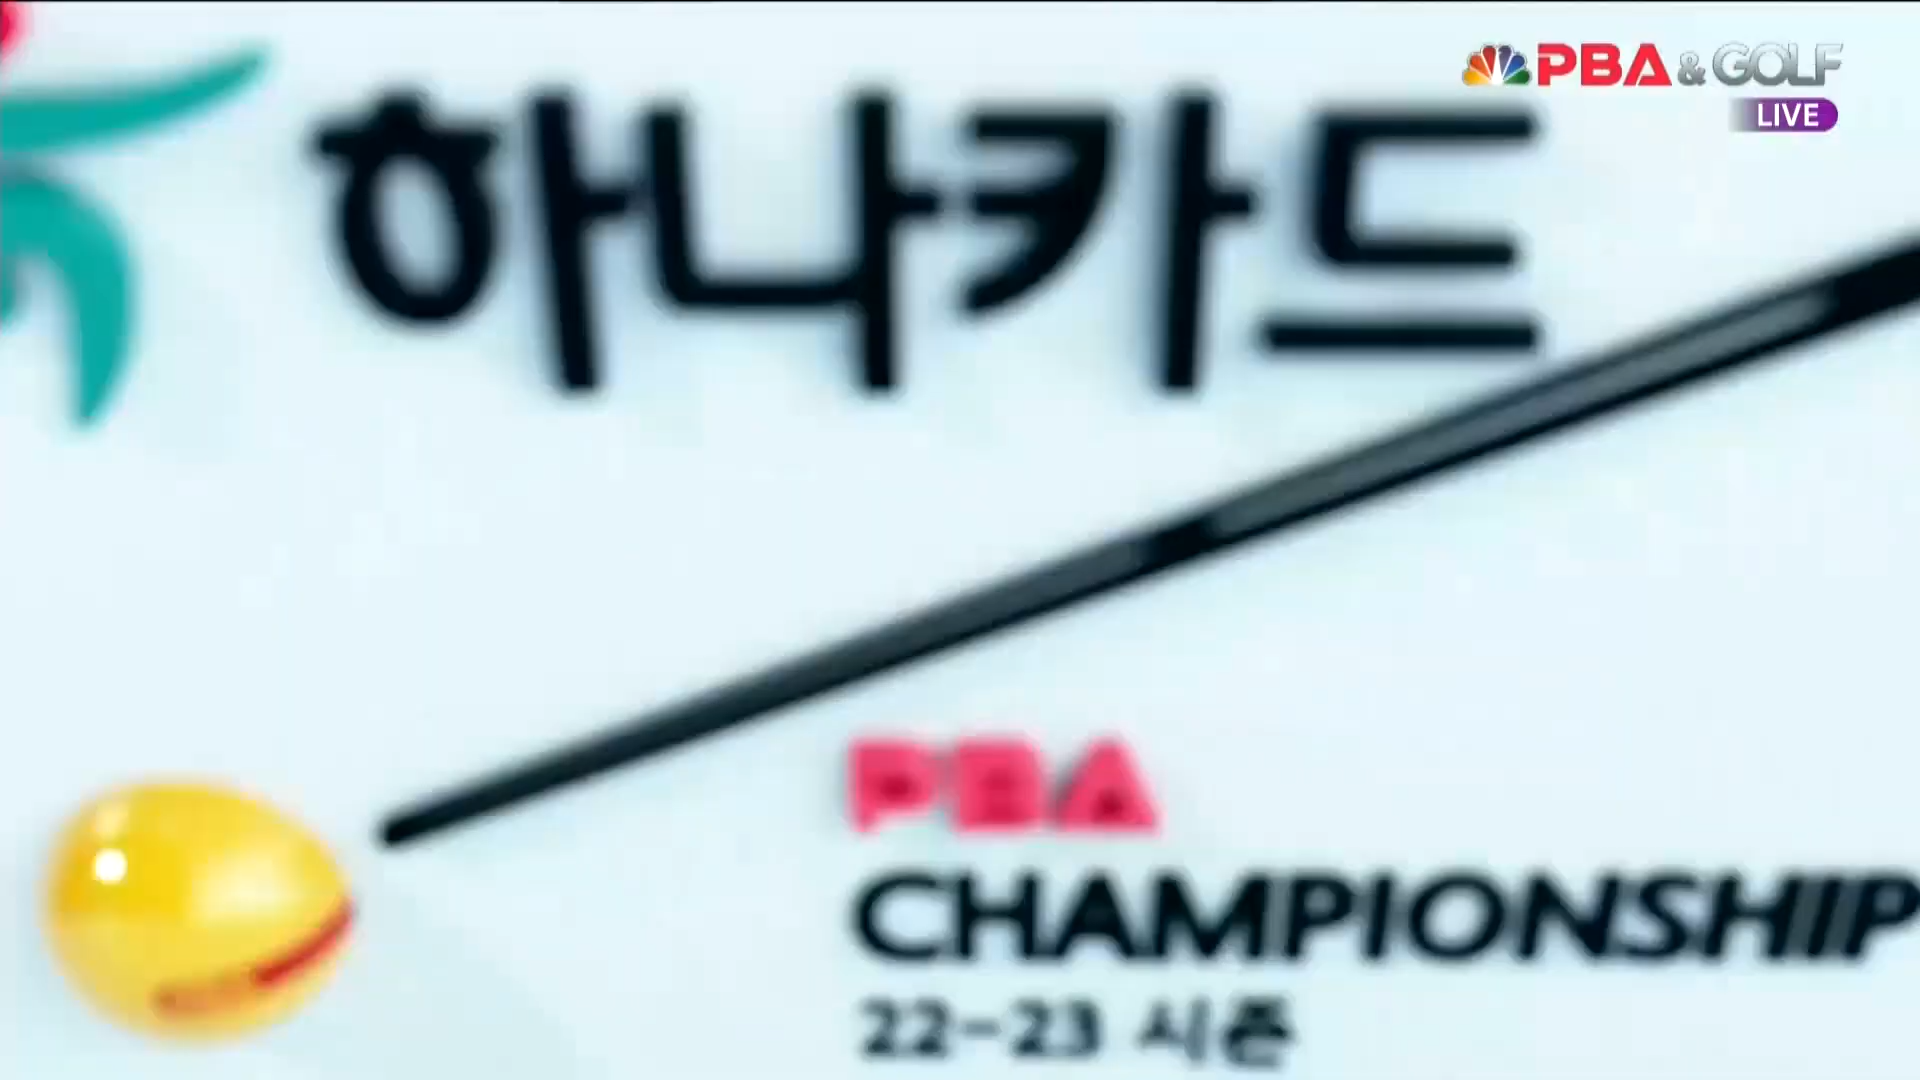 PBA & GOLF
LIVE
하나카드
PBA
CHAMPIONSHIP
22-23 시즌